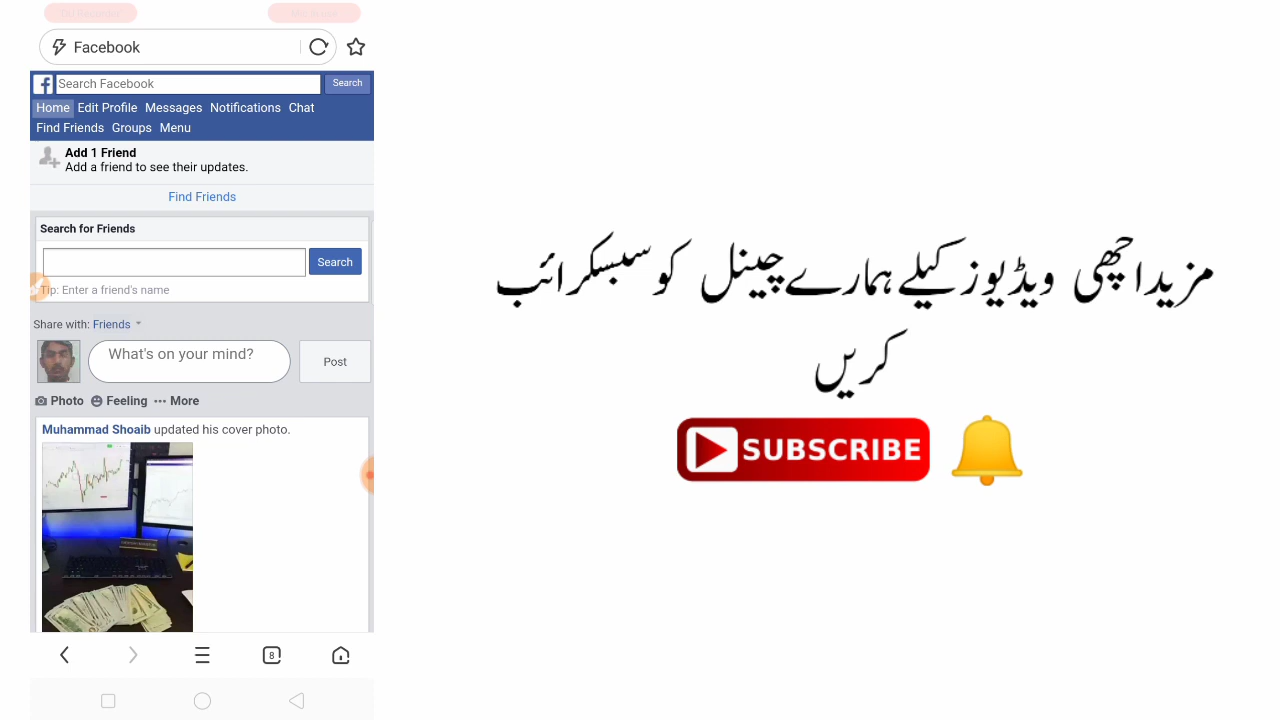 Facebook
Search Facebook Search
Home Edit Profile Messages Notifications Chat
Find Friends Groups Menu
Add 1 Friend
Add a friend to see their updates.
Find Friends
Search for Friends
Search
Tip: Enter a friend's name
Share with: Friends
What's on your mind? Post
Photo Feeling More
Muhammad Shoaib updated his cover photo.
8
مزید اچھی ویڈیوز کیلے ہمارے چینل کو سبسکرائب
کریں
SUBSCRIBE